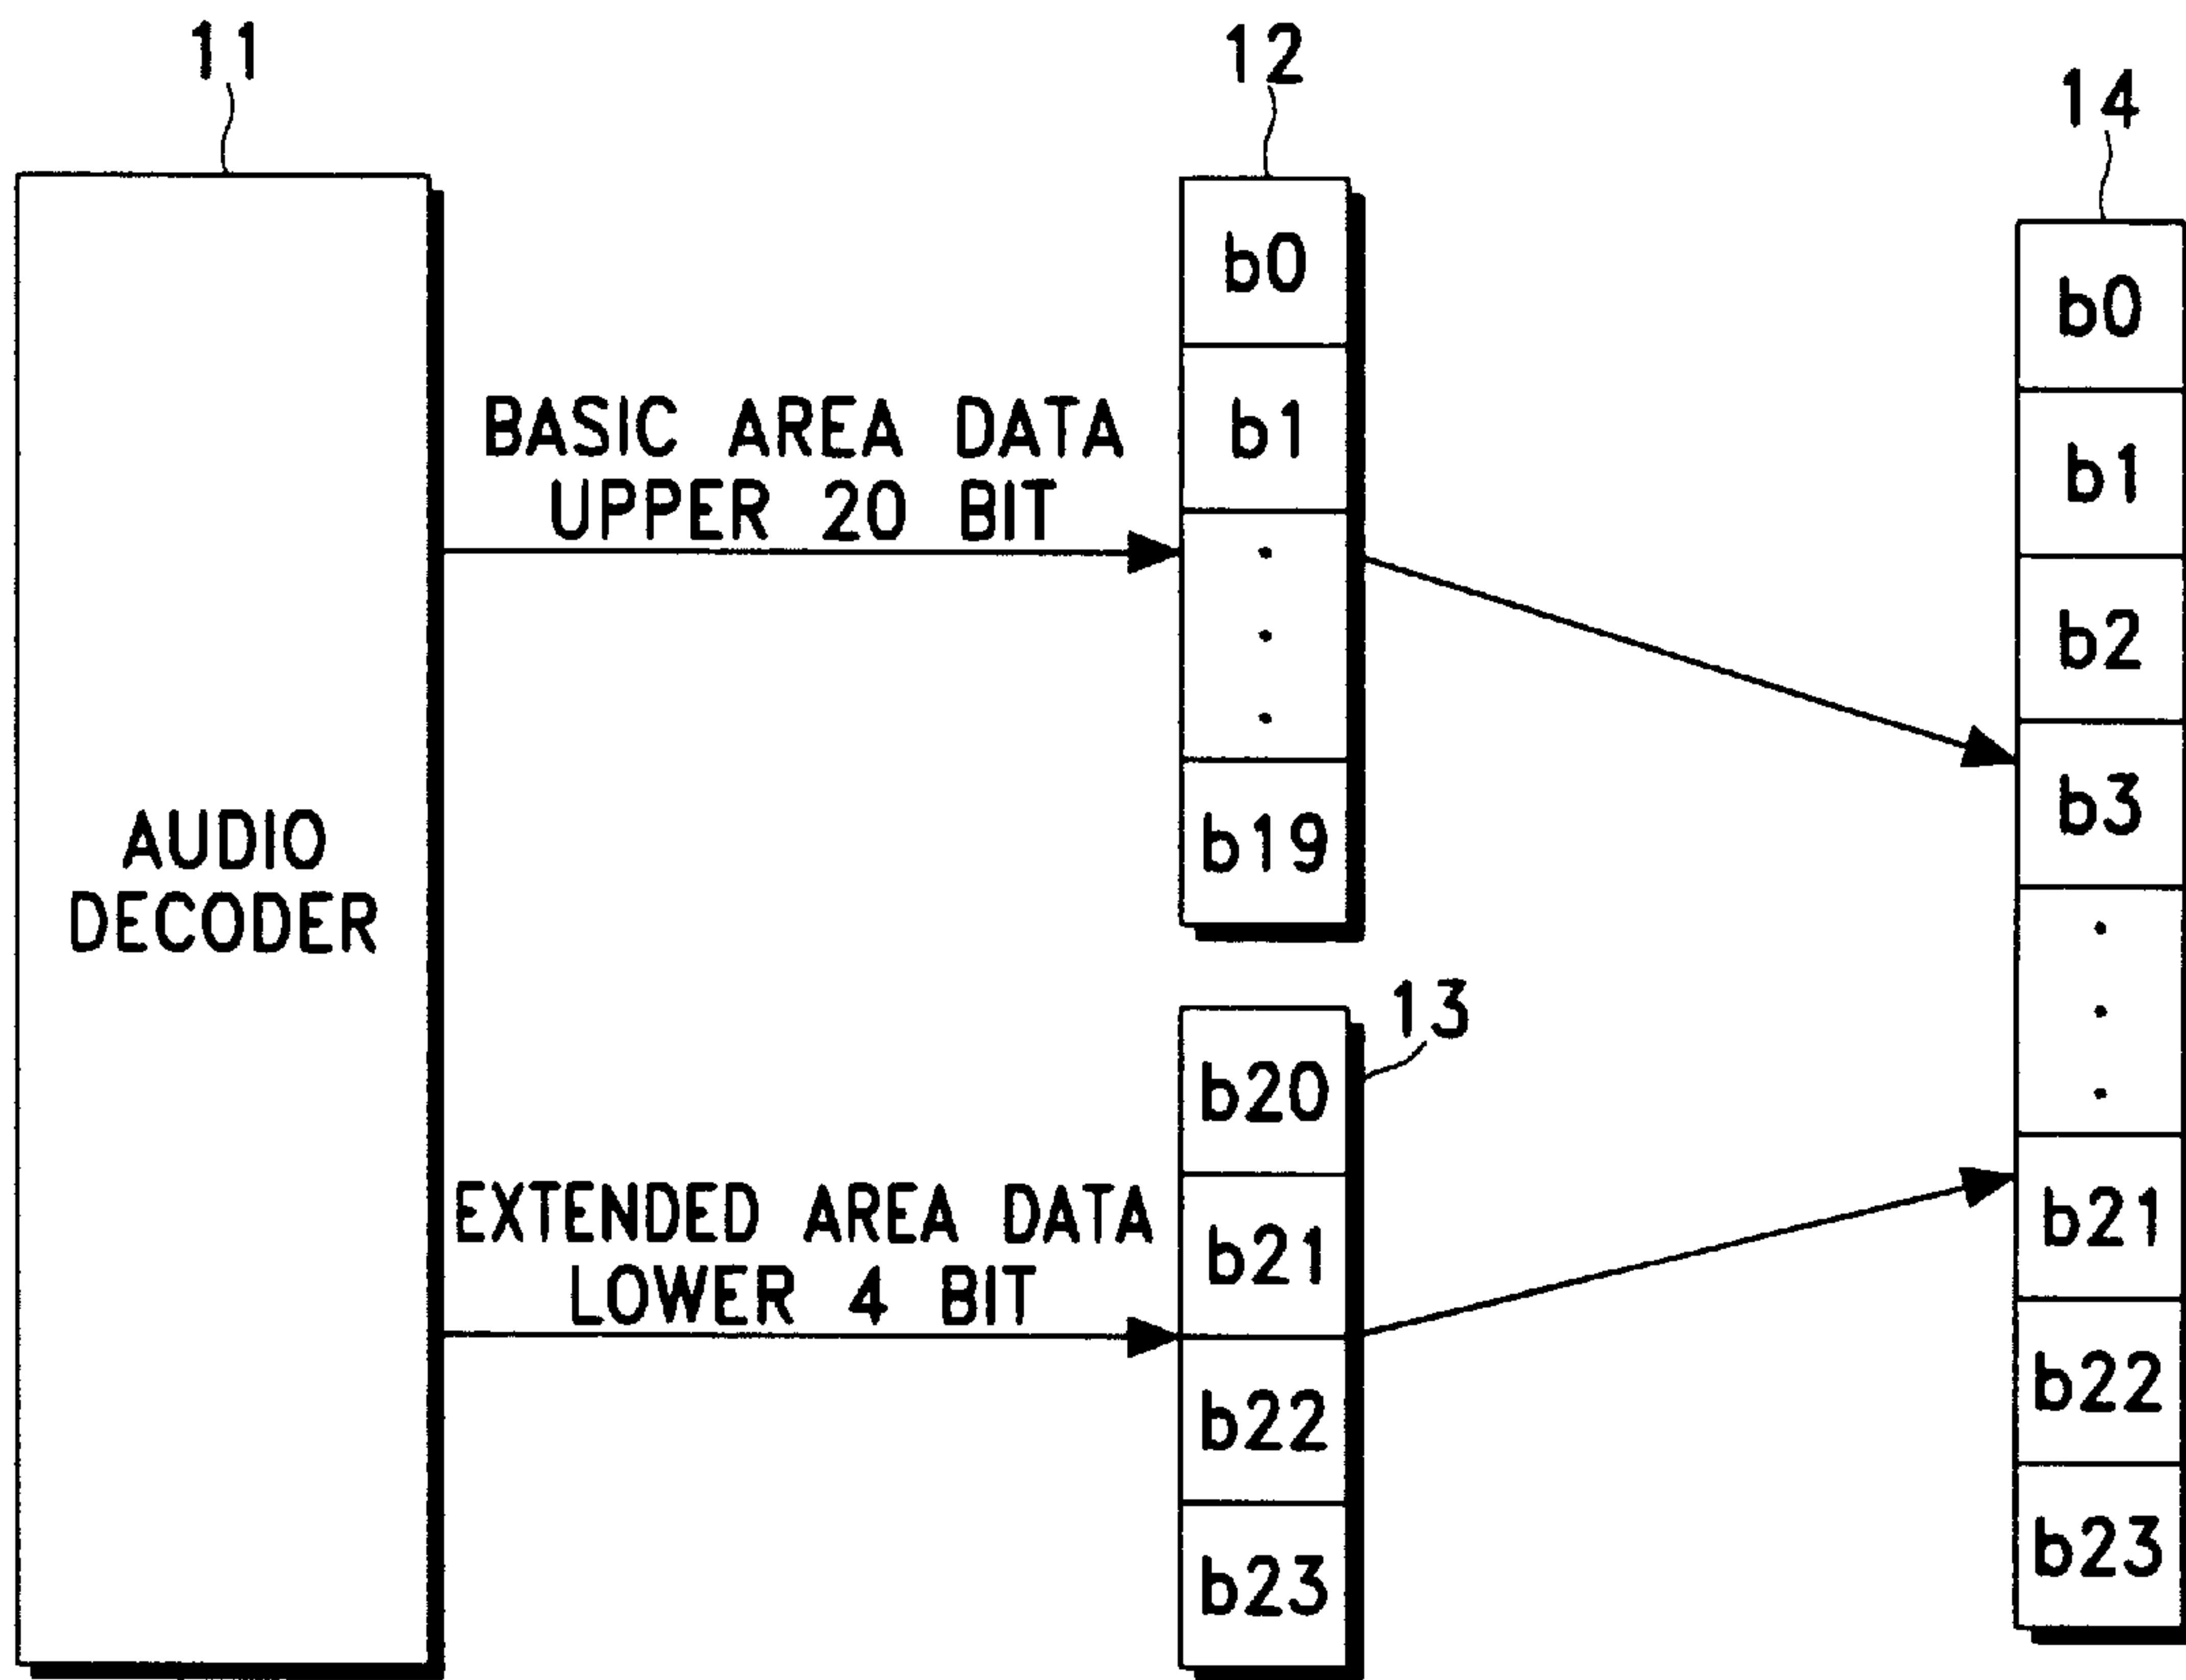 11
12
14
b0
b1
.
.
.
b19
BASIC AREA DATA
UPPER 20 BIT
AUDIO
DECODER
13
b20
b21
b22
b23
EXTENDED AREA DATA
LOWER 4 BIT
b0
b1
b2
b3
.
.
.
b21
b22
b23